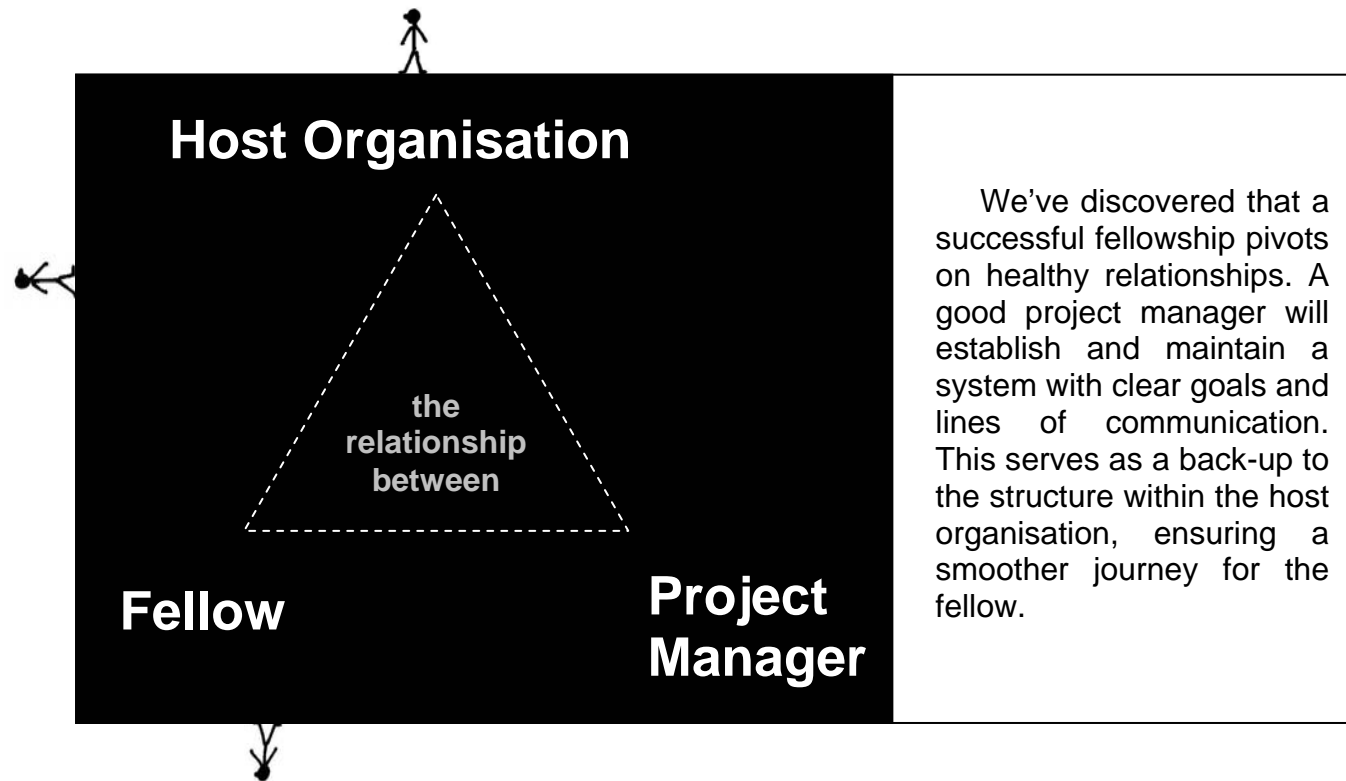 Host Organisation
the
relationship
between
Fellow
Project
Manager
We’ve discovered that a
successful fellowship pivots
on healthy relationships. A
good project manager will
establish and maintain a
system with clear goals and
lines of communication.
This serves as a back-up to
the structure within the host
organisation, ensuring a
smoother journey for the
fellow.